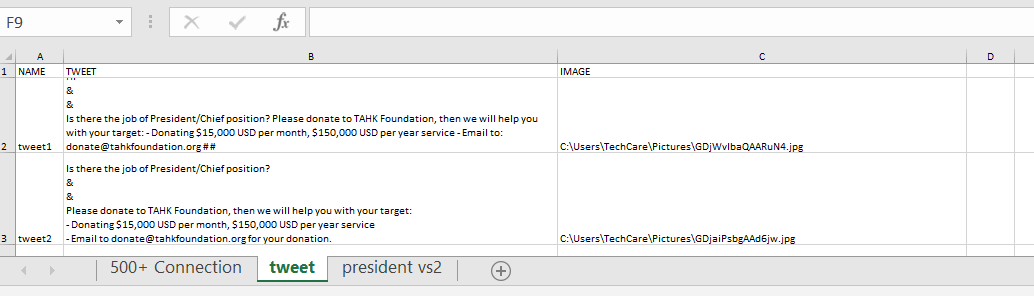 F9
fx
A B C D
1 NAME TWEET IMAGE
&
&
Is there the job of President/Chief position? Please donate to TAHK Foundation, then we will help you
with your target: - Donating $15,000 USD per month, $150,000 USD per year service - Email to:
2 tweet1 donate@tahkfoundation.org ## C:\Users\TechCare\Pictures\GDjWvIbaQAARuN4.jpg
Is there the job of President/Chief position?
&
&
Please donate to TAHK Foundation, then we will help you with your target:
- Donating $15,000 USD per month, $150,000 USD per year service
3 tweet2 - Email to donate@tahkfoundation.org for your donation. C:\Users\TechCare\Pictures\GDjaiPsbgAAd6jw.jpg
500+ Connection tweet president vs2